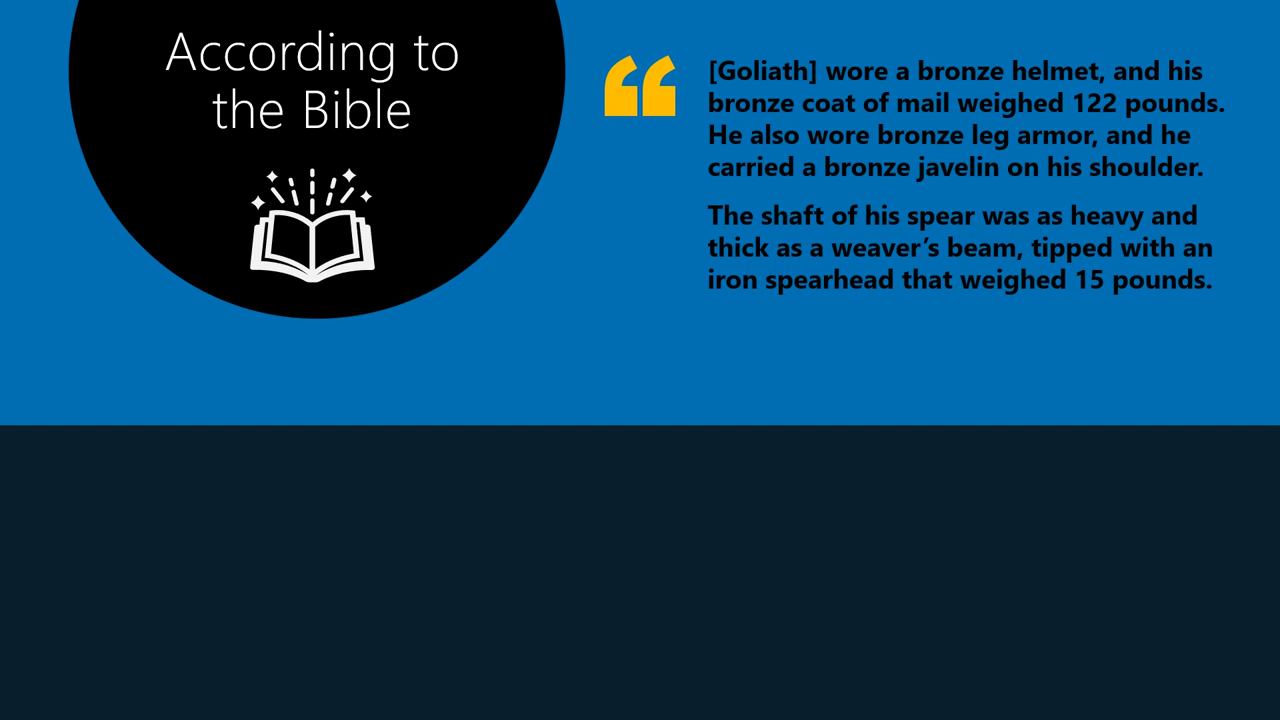 According to
the Bible
[Goliath] wore a bronze helmet, and his
bronze coat of mail weighed 122 pounds.
He also wore bronze leg armor, and he
carried a bronze javelin on his shoulder.
The shaft of his spear was as heavy and
thick as a weaver’s beam, tipped with an
iron spearhead that weighed 15 pounds.